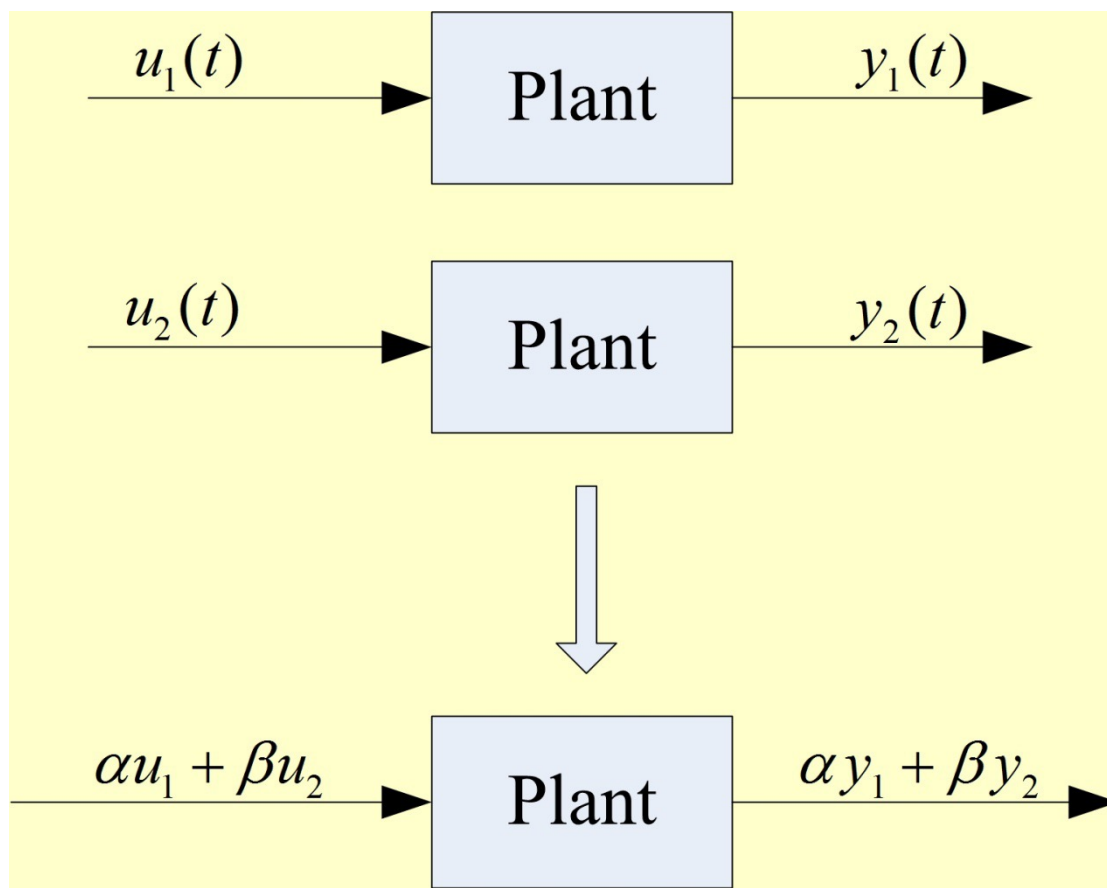 u₁(t) Plant y₁(t)
u₂(t) Plant y₂(t)
αu₁ + βu₂ Plant αy₁ + βy₂